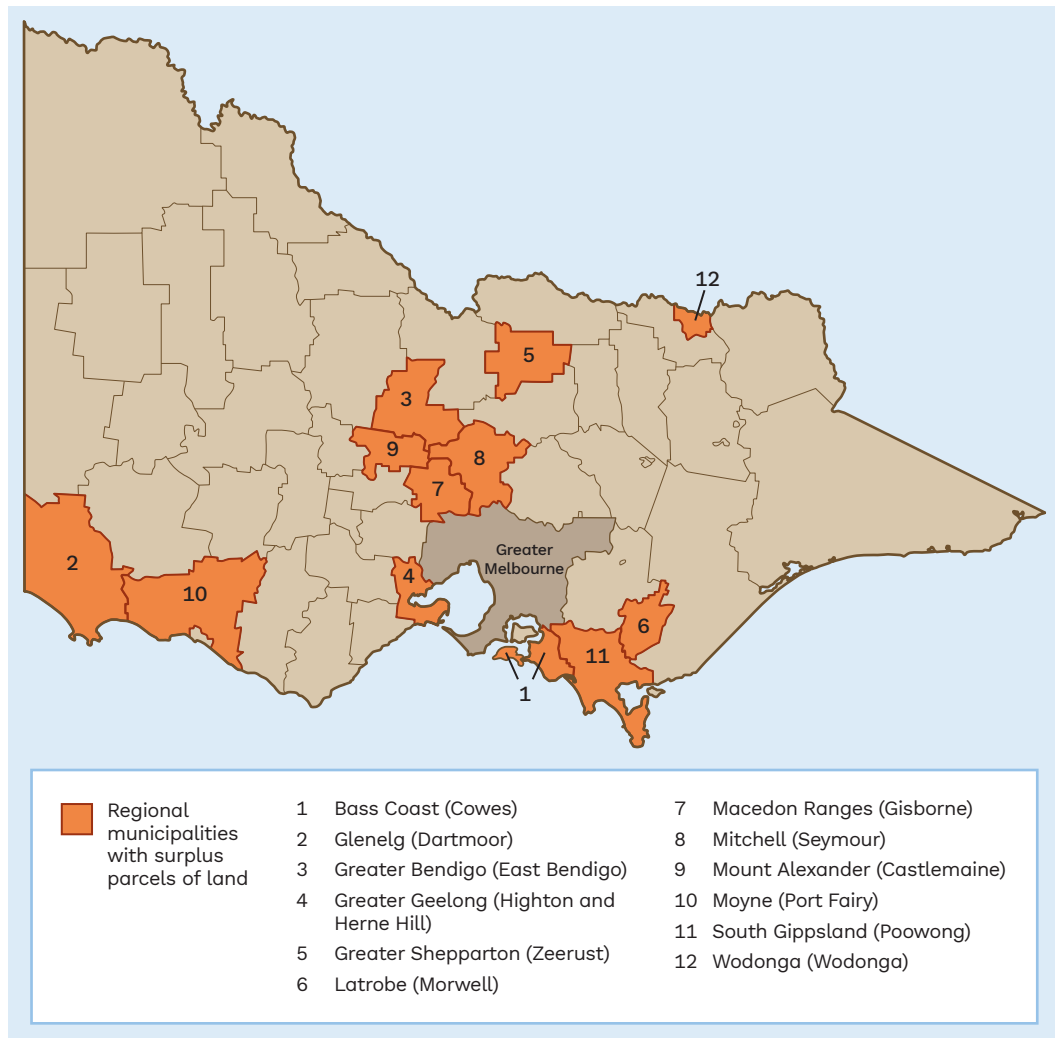 12
5
3
9
8
7
Greater
Melbourne
2
4
10
6
11
1
Regional
municipalities
with surplus
parcels of land
1 Bass Coast (Cowes)
2 Glenelg (Dartmoor)
3 Greater Bendigo (East Bendigo)
4 Greater Geelong (Highton and
Herne Hill)
5 Greater Shepparton (Zeerust)
6 Latrobe (Morwell)
7 Macedon Ranges (Gisborne)
8 Mitchell (Seymour)
9 Mount Alexander (Castlemaine)
10 Moyne (Port Fairy)
11 South Gippsland (Poowong)
12 Wodonga (Wodonga)